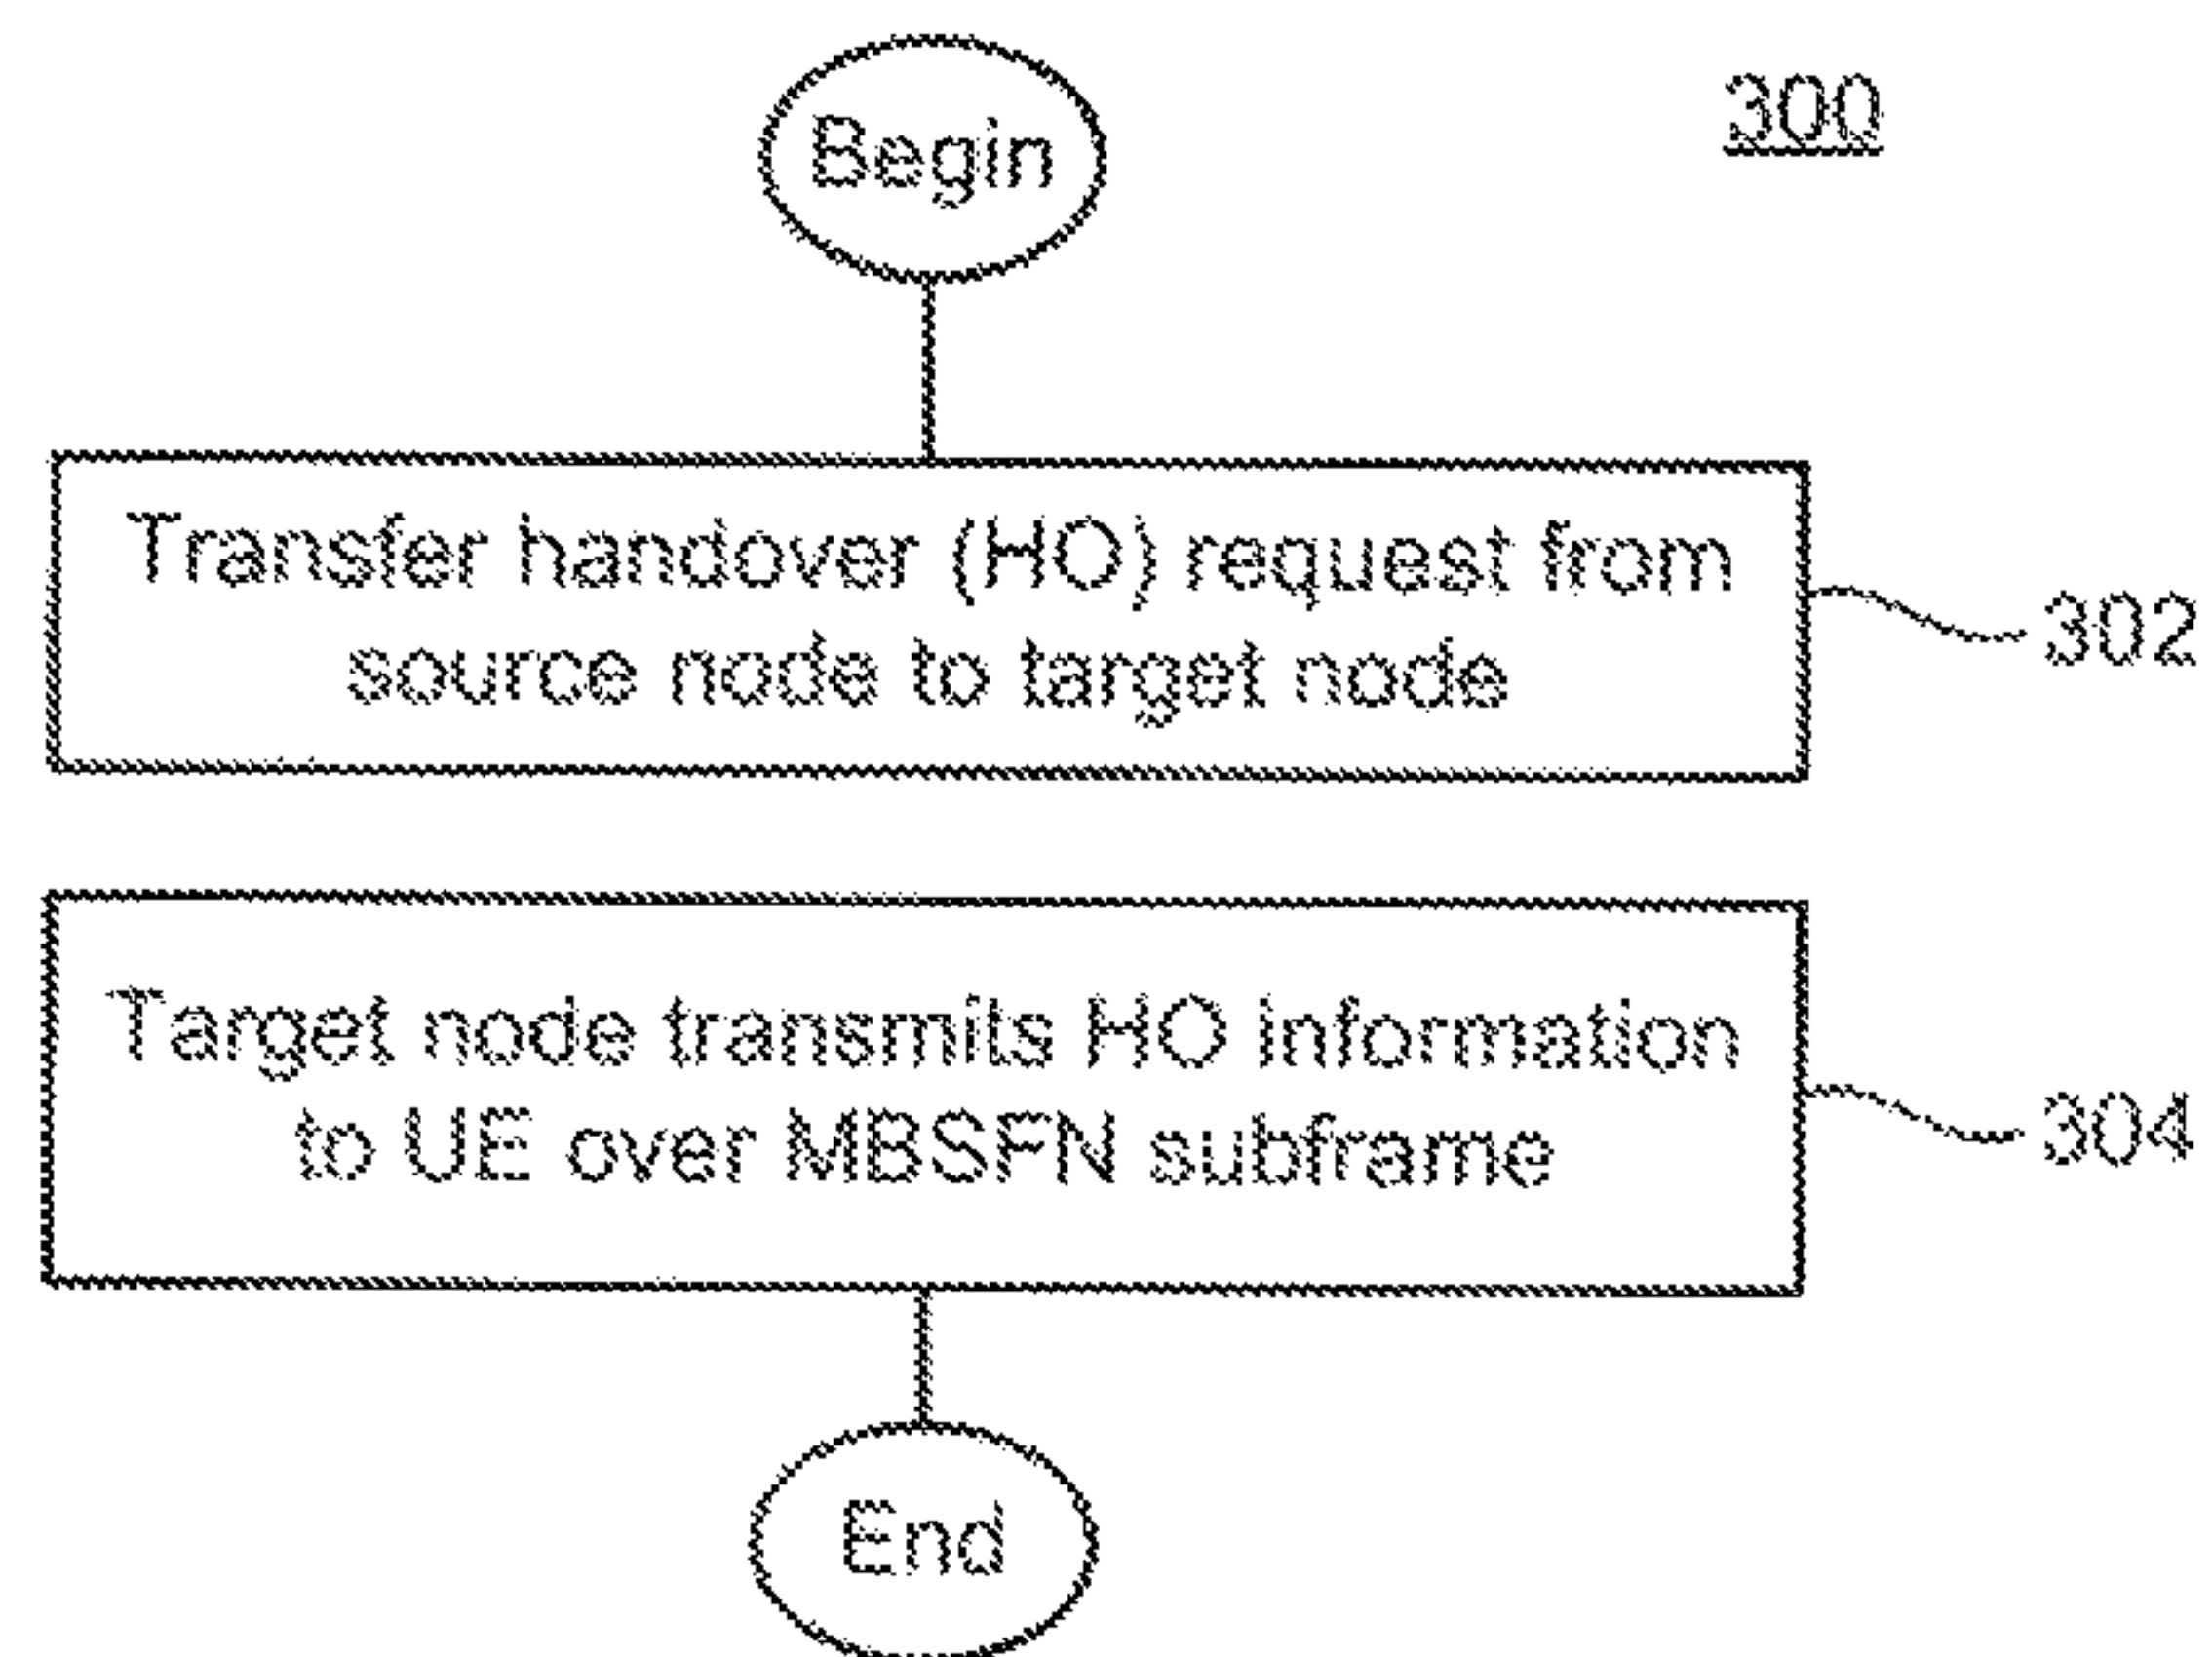 300
Begin
Transfer handover (HO) request from
source node to target node
302
Target node transmits HO information
to UE over MBSFN subframe
304
End